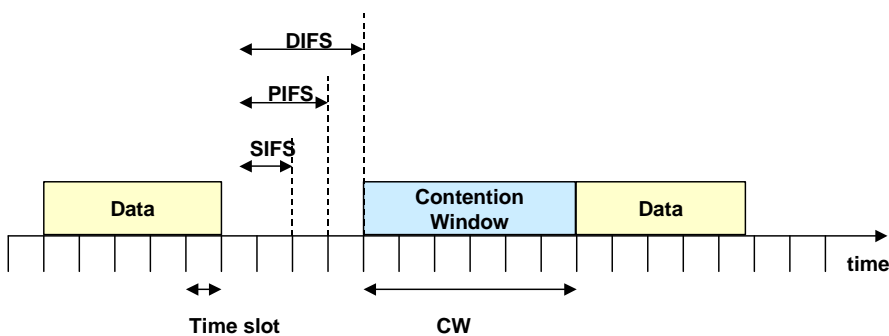 DIFS
PIFS
SIFS
Data
Contention
Window
Data
time
Time slot
CW